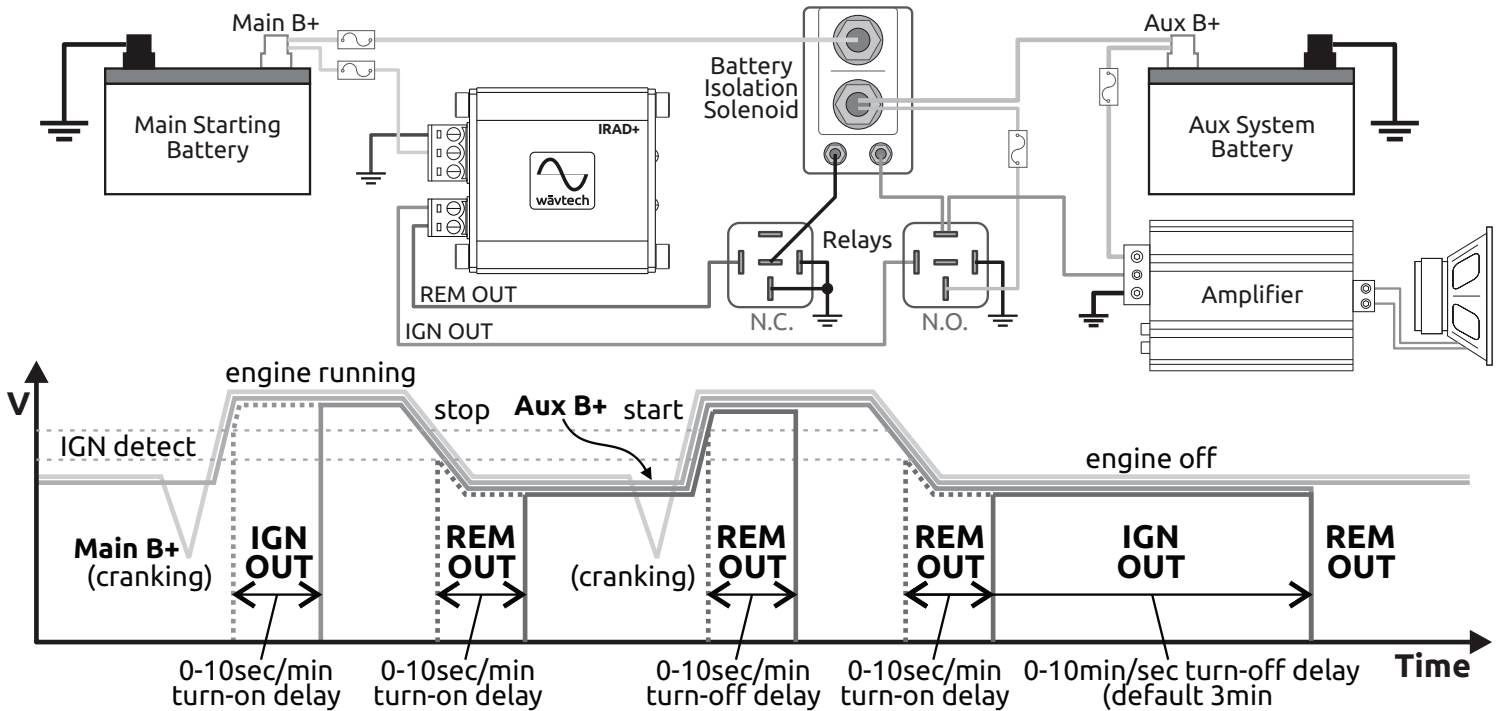 Main B+
Aux B+
Battery
Isolation
Solenoid
Main Starting
Battery
IRAD+
wāvtech
Aux System
Battery
Relays
REM OUT
IGN OUT
N.C.
N.O.
Amplifier
V
engine running
stop
Aux B+
start
IGN detect
engine off
Main B+
(cranking)
IGN
OUT
REM
OUT
(cranking)
REM
OUT
REM
OUT
IGN
OUT
REM
OUT
0-10sec/min
turn-on delay
0-10sec/min
turn-on delay
0-10sec/min
turn-off delay
0-10sec/min
turn-on delay
0-10min/sec turn-off delay
(default 3min
Time